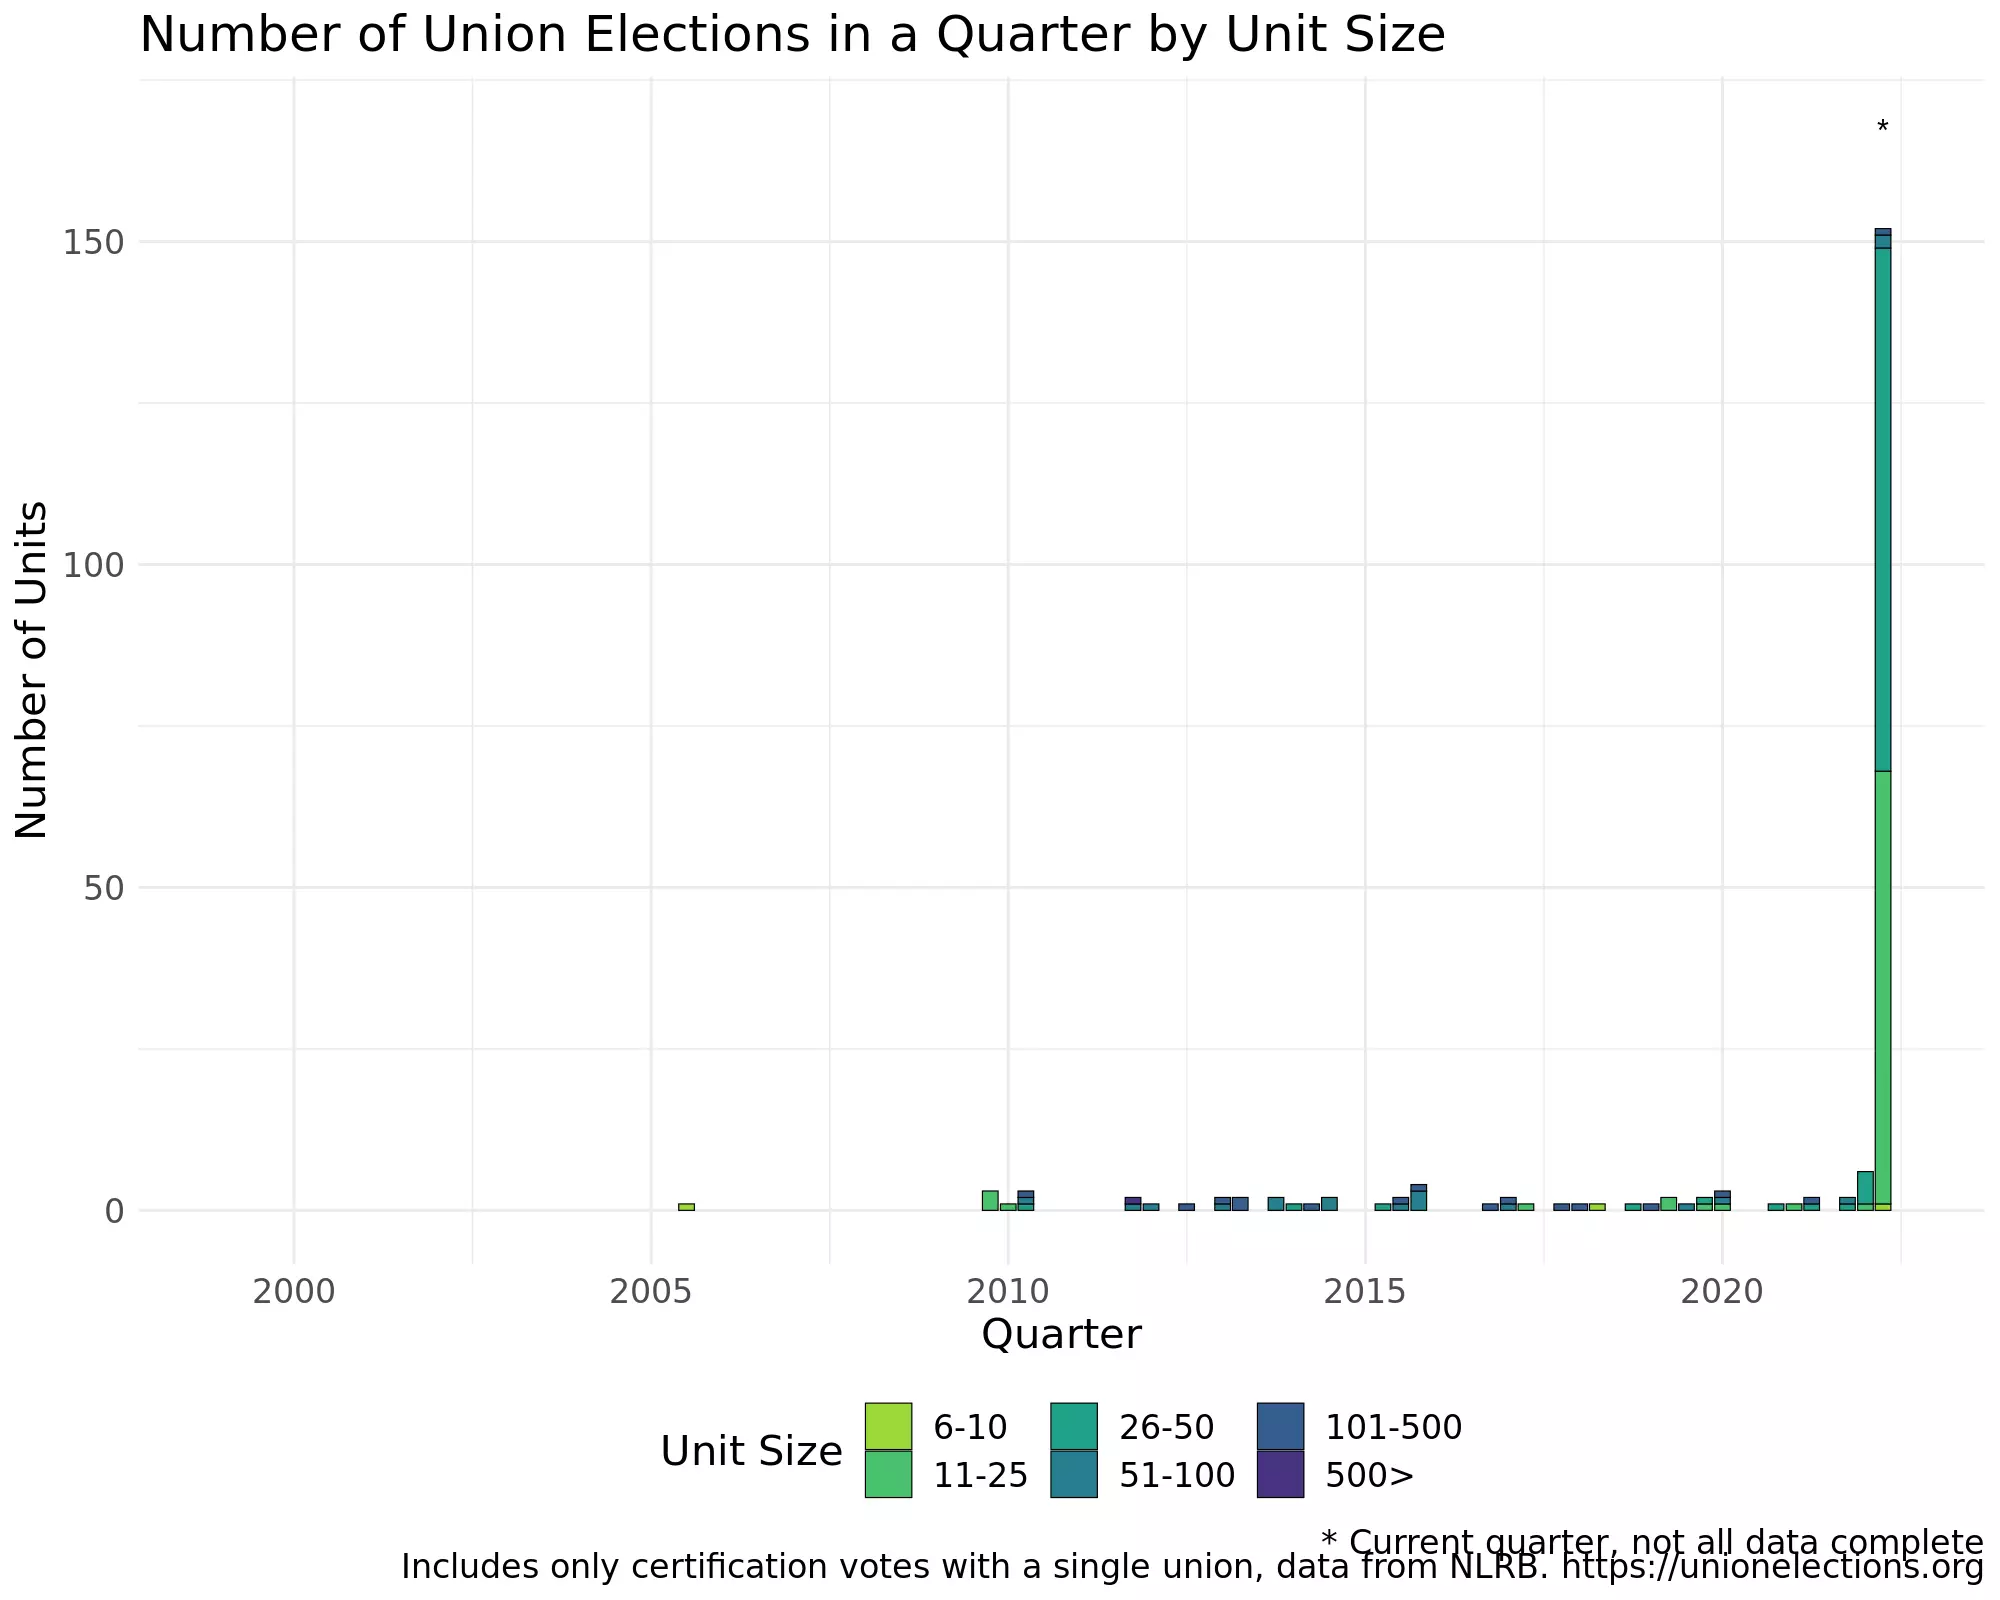 Number of Union Elections in a Quarter by Unit Size
*
150
100
50
0
Number of Units
2000 2005 2010 2015 2020
Quarter
Unit Size
6-10 26-50 101-500
11-25 51-100 500>
* Current quarter, not all data complete
Includes only certification votes with a single union, data from NLRB. https://unionelections.org